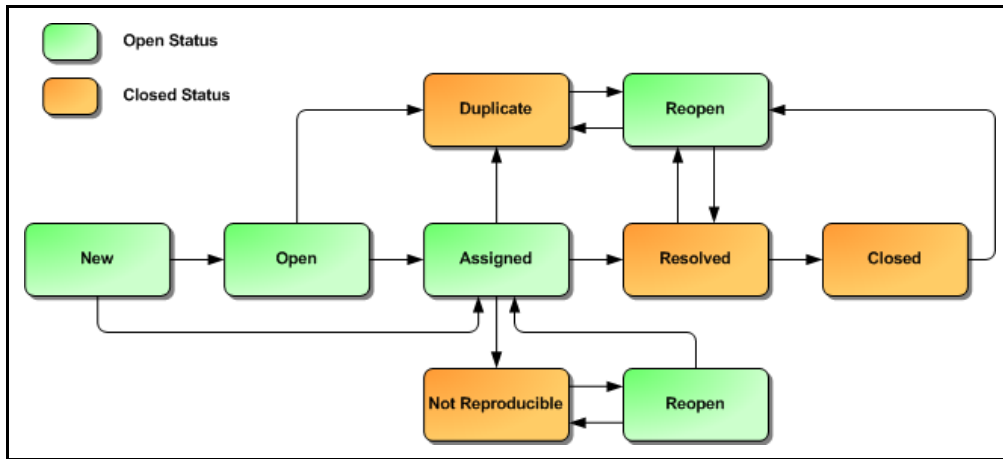 Open Status
Closed Status
Duplicate
Reopen
New
Open
Assigned
Resolved
Closed
Not Reproducible
Reopen